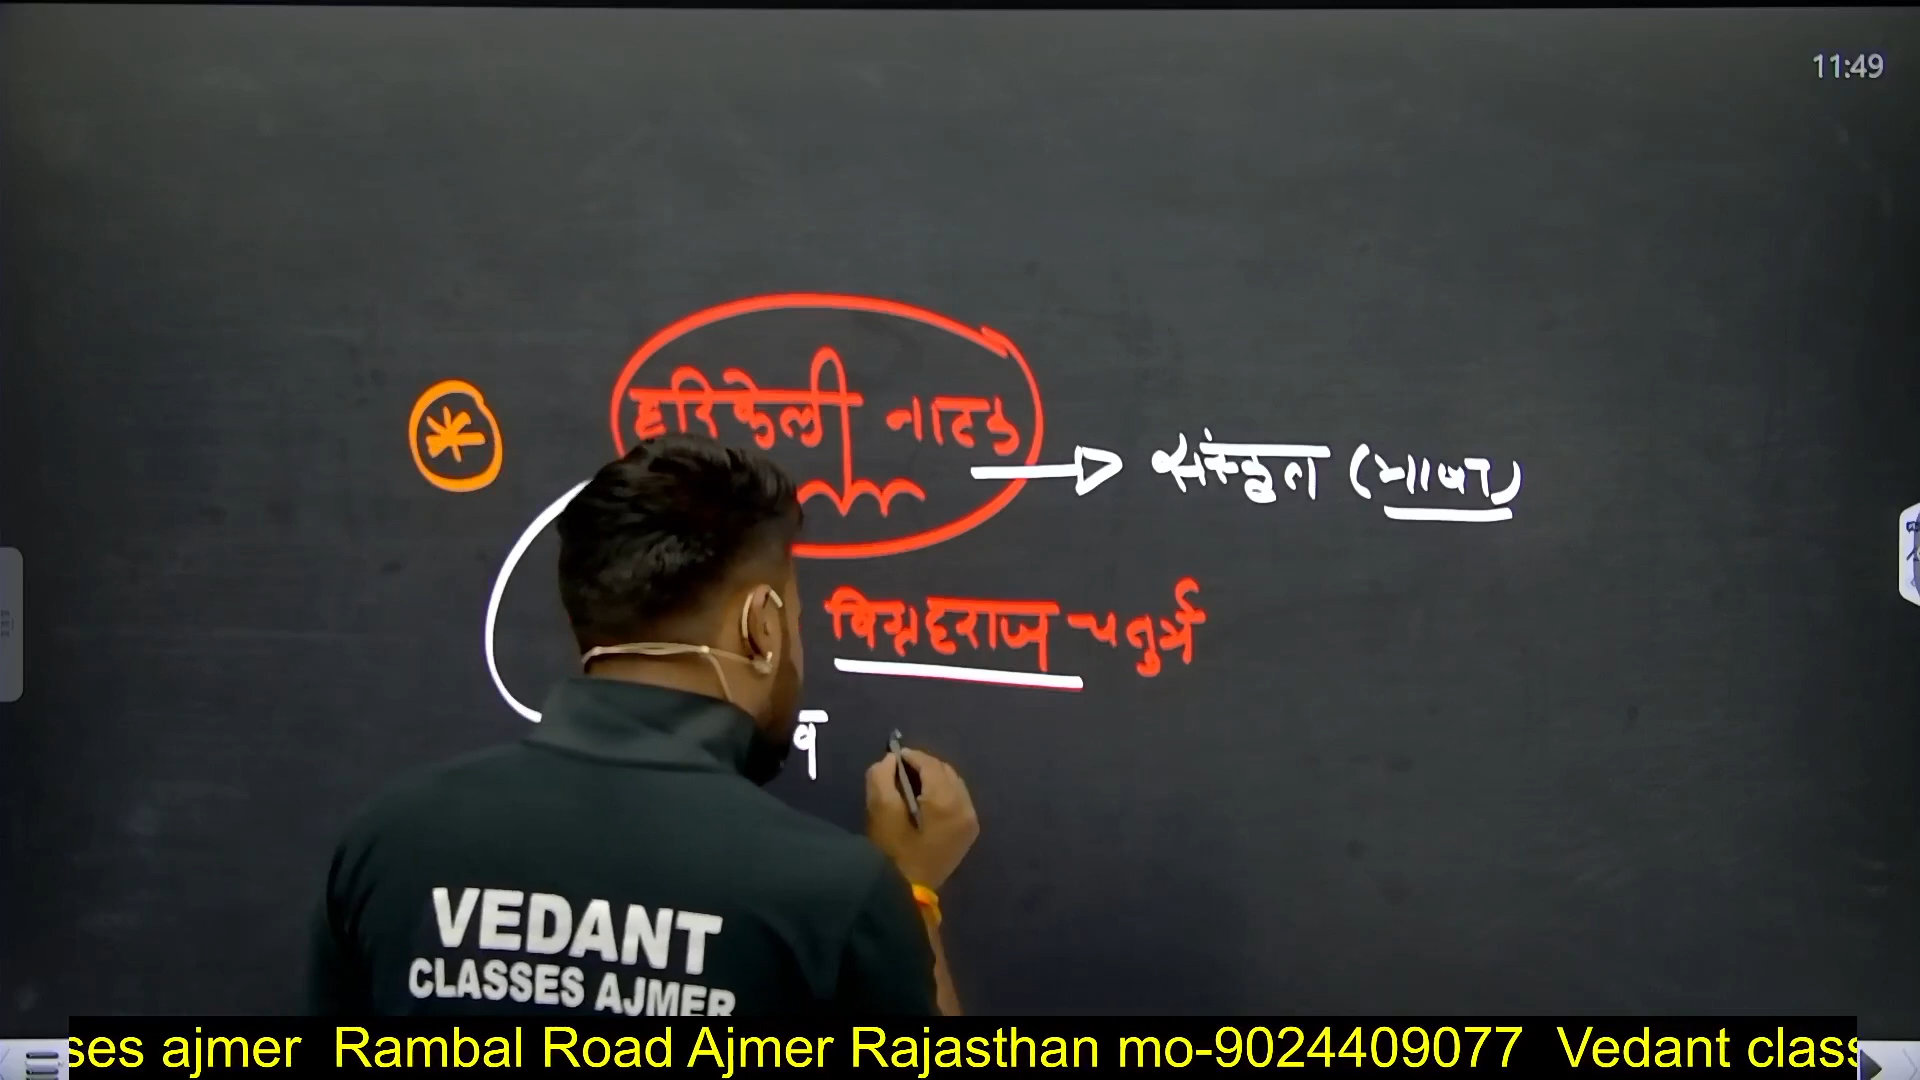 11:49
हरिकेली नाटक
संस्कृत (भाषा)
विग्रहराज चतुर्थ
व
VEDANT
CLASSES AJMER
ses ajmer Rambal Road Ajmer Rajasthan mo-9024409077 Vedant class